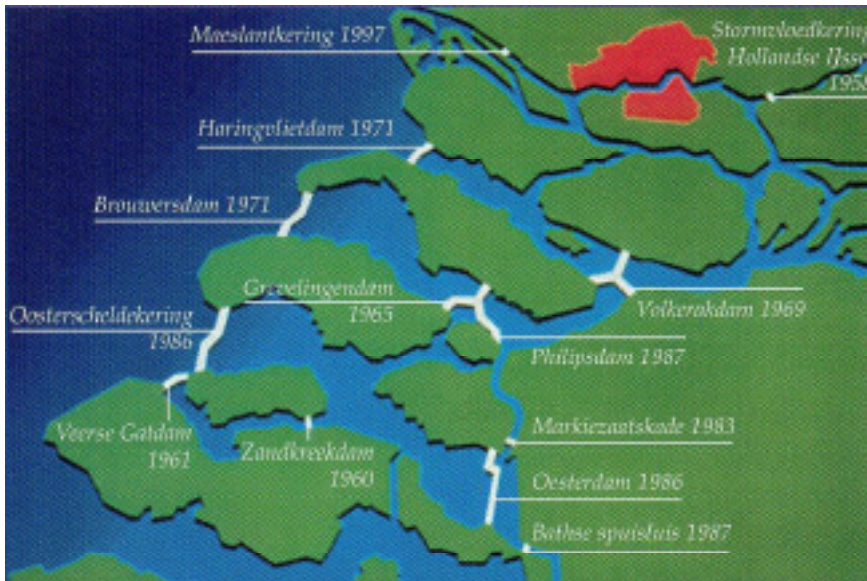 Maeslantkering 1997
Stormvloedkering
Hollandse IJssel
Haringvlietdam 1971
Brouwersdam 1971
Grevelingendam
1965
Oosterscheldekering
1986
Volkerakdam 1969
Philipsdam 1987
Veerse Gatdam
1961
Zandkreekdam
1960
Markiezaatskade 1983
Oesterdam 1986
Bathse spuisluis 1987